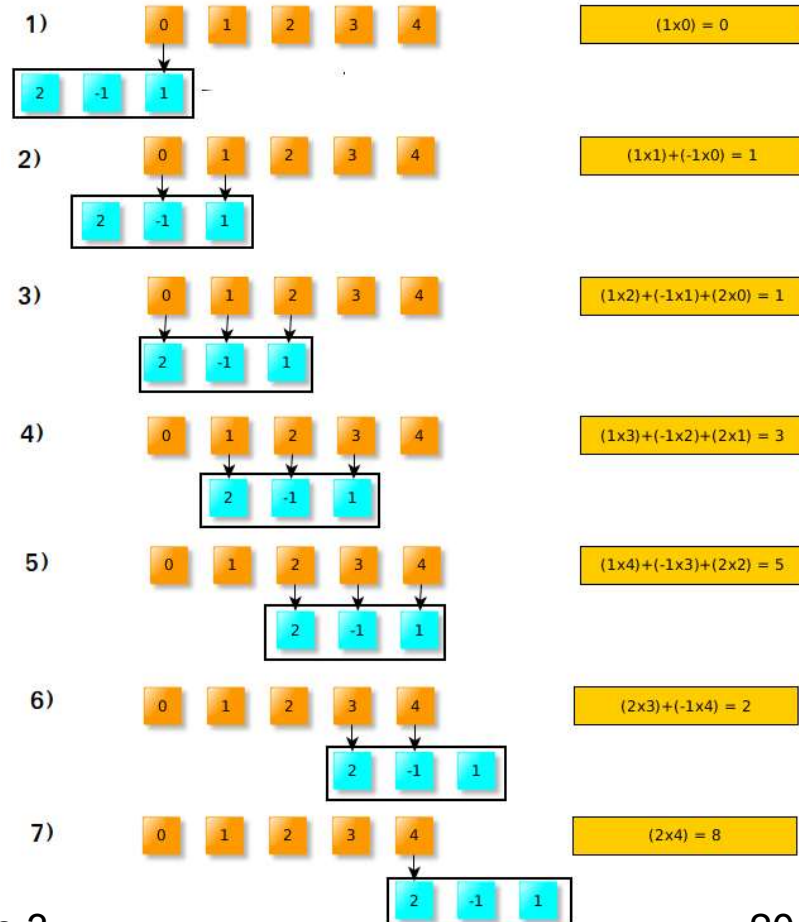 1) 0 1 2 3 4 (1x0) = 0
2 -1 1
2) 0 1 2 3 4 (1x1)+(-1x0) = 1
2 -1 1
3) 0 1 2 3 4 (1x2)+(-1x1)+(2x0) = 1
2 -1 1
4) 0 1 2 3 4 (1x3)+(-1x2)+(2x1) = 3
2 -1 1
5) 0 1 2 3 4 (1x4)+(-1x3)+(2x2) = 5
2 -1 1
6) 0 1 2 3 4 (2x3)+(-1x4) = 2
2 -1 1
7) 0 1 2 3 4 (2x4) = 8
2 -1 1